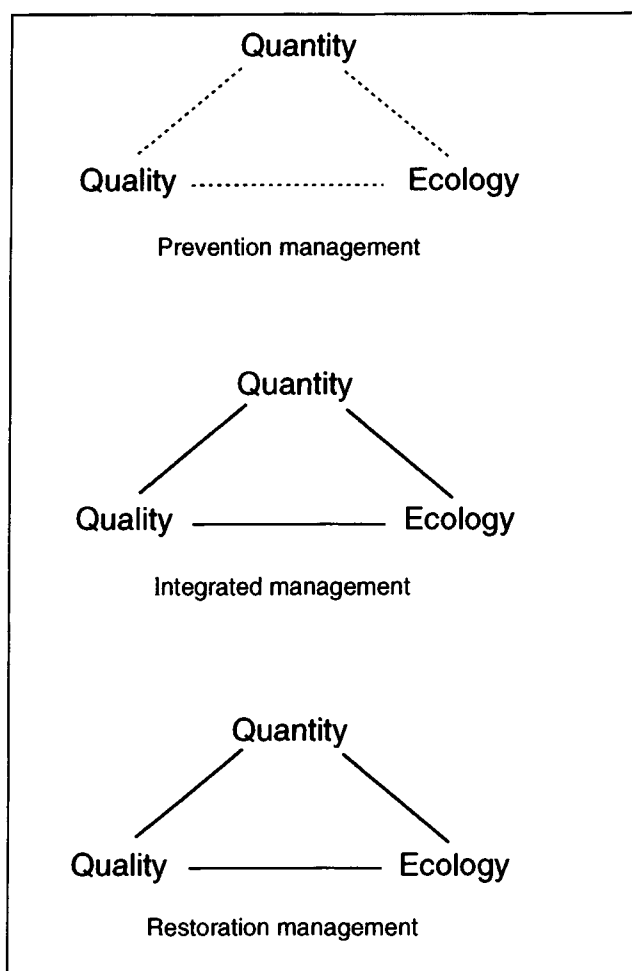 Quantity
Quality Ecology
Prevention management
Quantity
Quality Ecology
Integrated management
Quantity
Quality Ecology
Restoration management